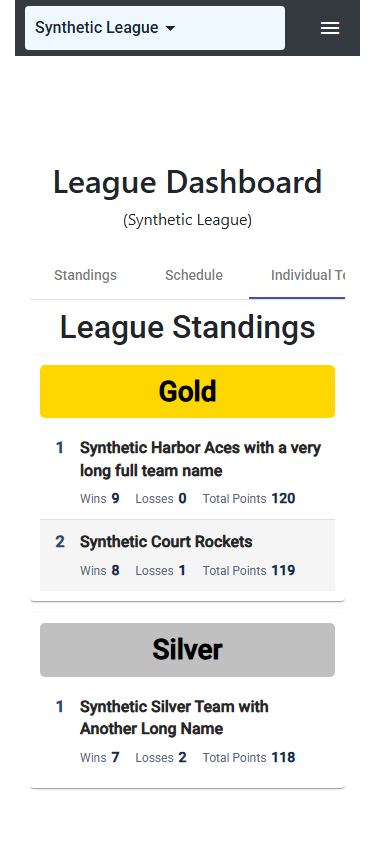 Synthetic League
League Dashboard
(Synthetic League)
Standings Schedule Individual Te
League Standings
Gold
1 Synthetic Harbor Aces with a very
long full team name
Wins 9 Losses 0 Total Points 120
2 Synthetic Court Rockets
Wins 8 Losses 1 Total Points 119
Silver
1 Synthetic Silver Team with
Another Long Name
Wins 7 Losses 2 Total Points 118